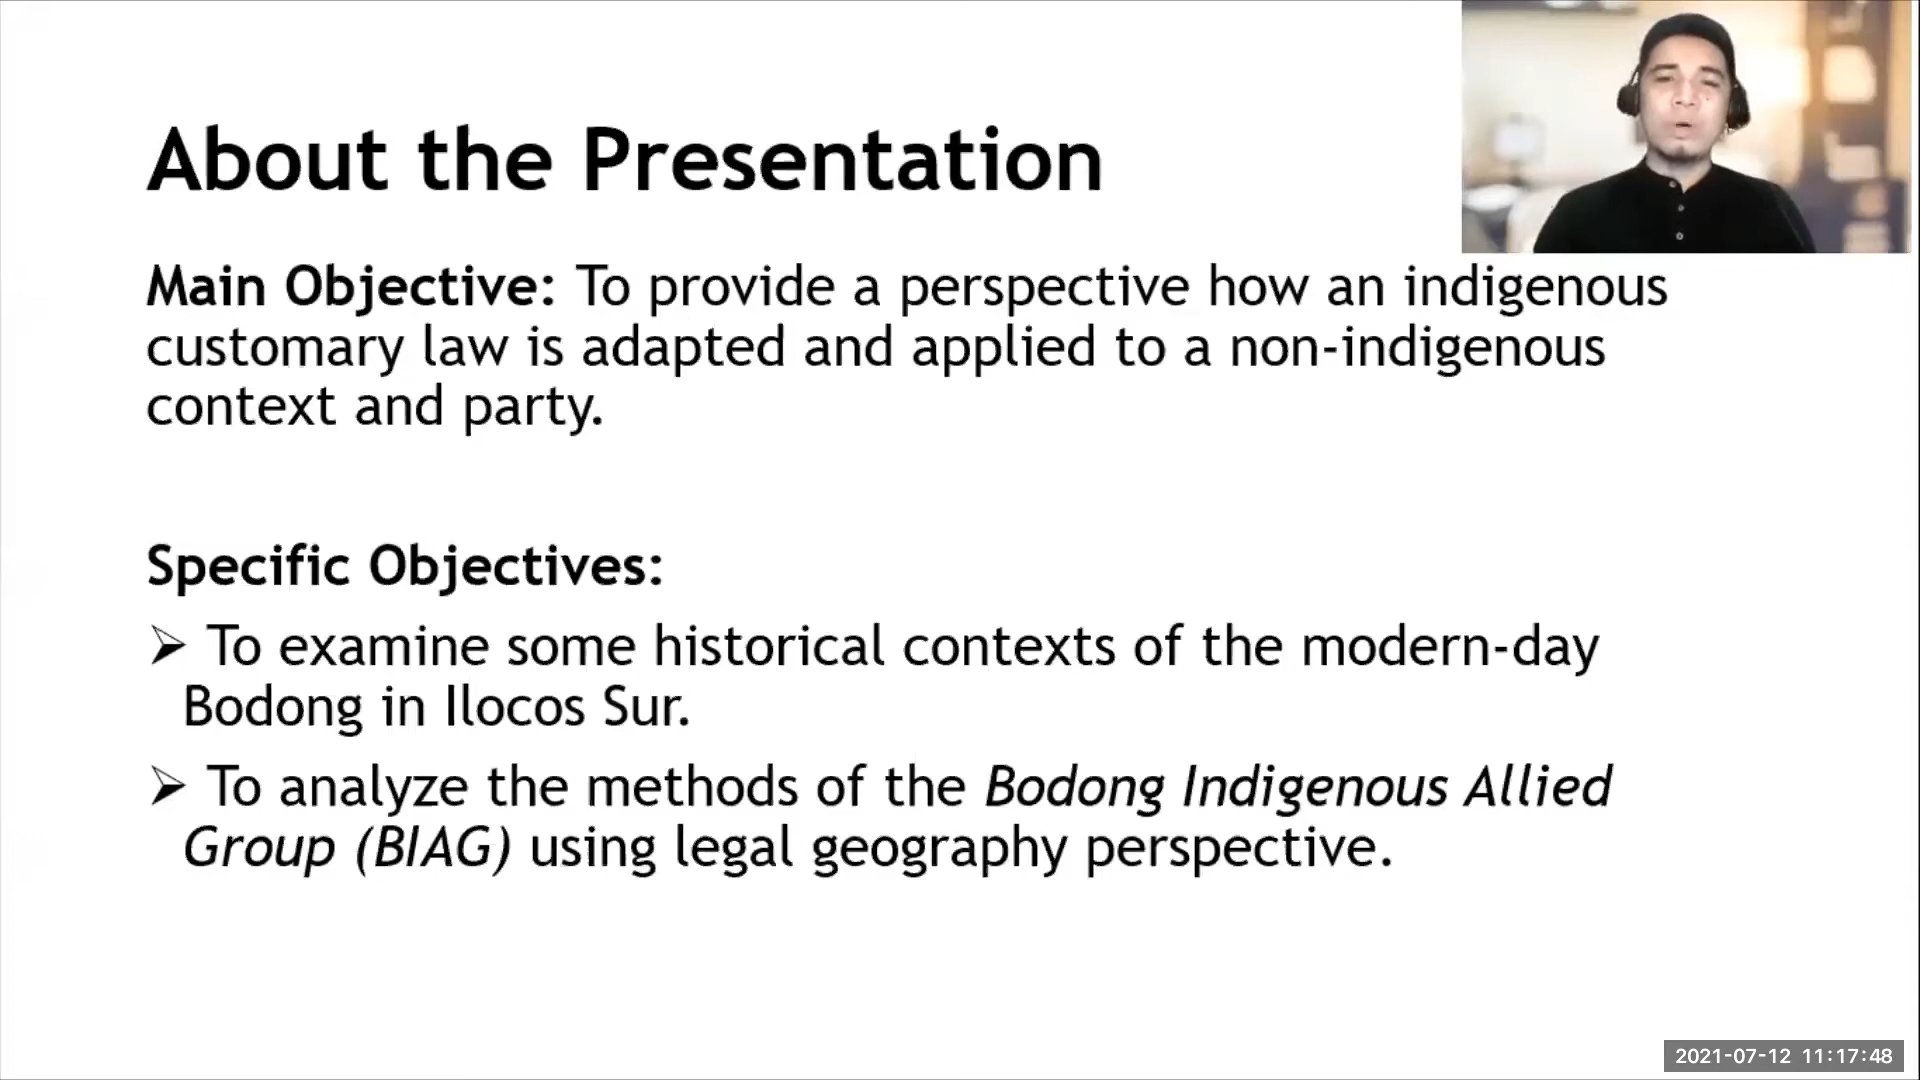 About the Presentation
Main Objective: To provide a perspective how an indigenous
customary law is adapted and applied to a non-indigenous
context and party.
Specific Objectives:
➢ To examine some historical contexts of the modern-day
Bodong in Ilocos Sur.
➢ To analyze the methods of the Bodong Indigenous Allied
Group (BIAG) using legal geography perspective.
2021-07-12 11:17:48